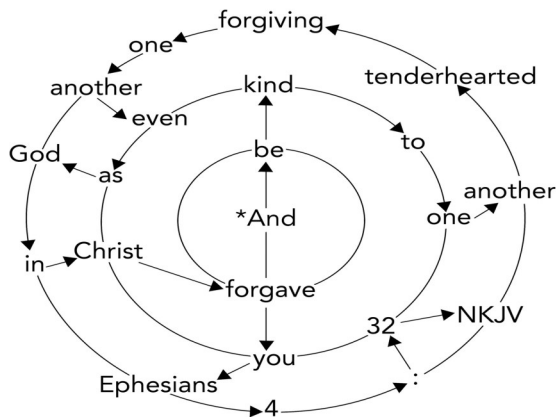 *And
be
kind
to
one
another
tenderhearted
forgiving
one
another
even
as
God
in
Christ
forgave
you
Ephesians
4
:
32
NKJV